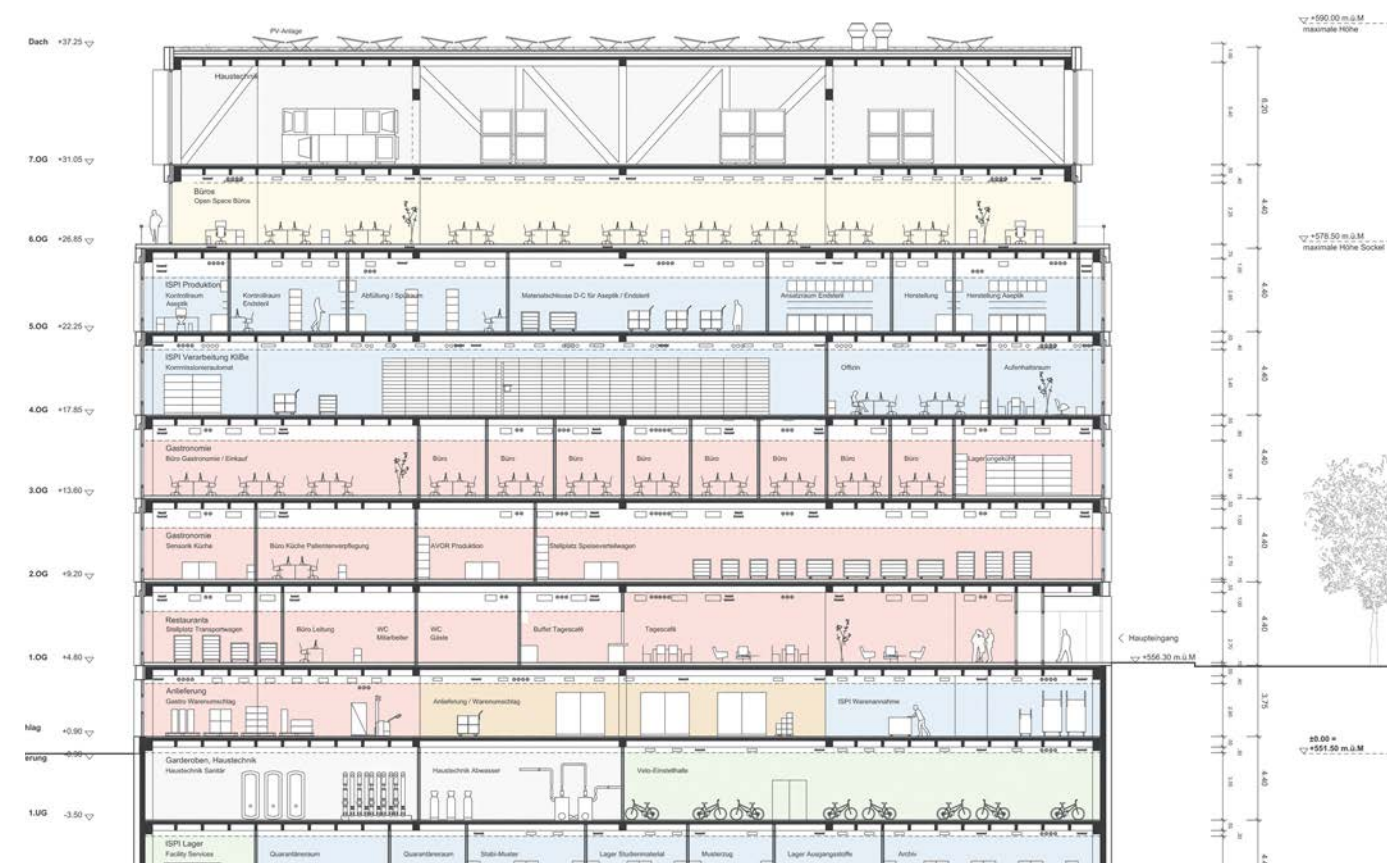 PV-Anlage
+590.00 m.ü.M
maximale Höhe
Dach +37.25
Haustechnik
6.20
7.OG +31.05
Büros
Open Space Büros
4.40
6.OG +26.65
+578.50 m.ü.M
maximale Höhe Sockel
ISPI Produktion
Kontrollraum
Aseptik
Kontrollraum
Endsteril
Abfüllung / Spülraum
Materialschleuse D-C für Aseptik / Endsteril
Ansatzraum Endsteril
Herstellung
Herstellung Aseptik
4.40
5.OG +22.25
ISPI Verarbeitung KliBe
Kommissionierautomat
Offizin
Aufenthaltsraum
4.40
4.OG +17.85
Gastronomie
Büro Gastronomie / Einkauf
Büro
Büro
Büro
Büro
Büro
Büro
Büro
Büro
Lager ungekühlt
4.40
3.OG +13.60
Gastronomie
Sensorik Küche
Büro Küche Patientenverpflegung
AVOR Produktion
Stellplatz Speiseverteilwagen
4.40
2.OG +9.20
Restaurants
Stellplatz Transportwagen
Büro Leitung
WC
Mitarbeiter
WC
Gäste
Buffet Tagescafé
Tagescafé
4.40
Haupteingang
1.OG +4.80
+556.30 m.ü.M
Anlieferung
Gastro Warenumschlag
Anlieferung / Warenumschlag
ISPI Warenannahme
3.75
hlag +0.90
±0.00 =
+551.50 m.ü.M
erung
Garderoben, Haustechnik
Haustechnik Sanitär
Haustechnik Abwasser
Velo-Einstellhalle
4.40
1.UG -3.50
ISPI Lager
Facility Services
Quarantäneraum
Quarantäneraum
Stabi-Muster
Lager Studienmaterial
Musterzug
Lager Ausgangsstoffe
Archiv